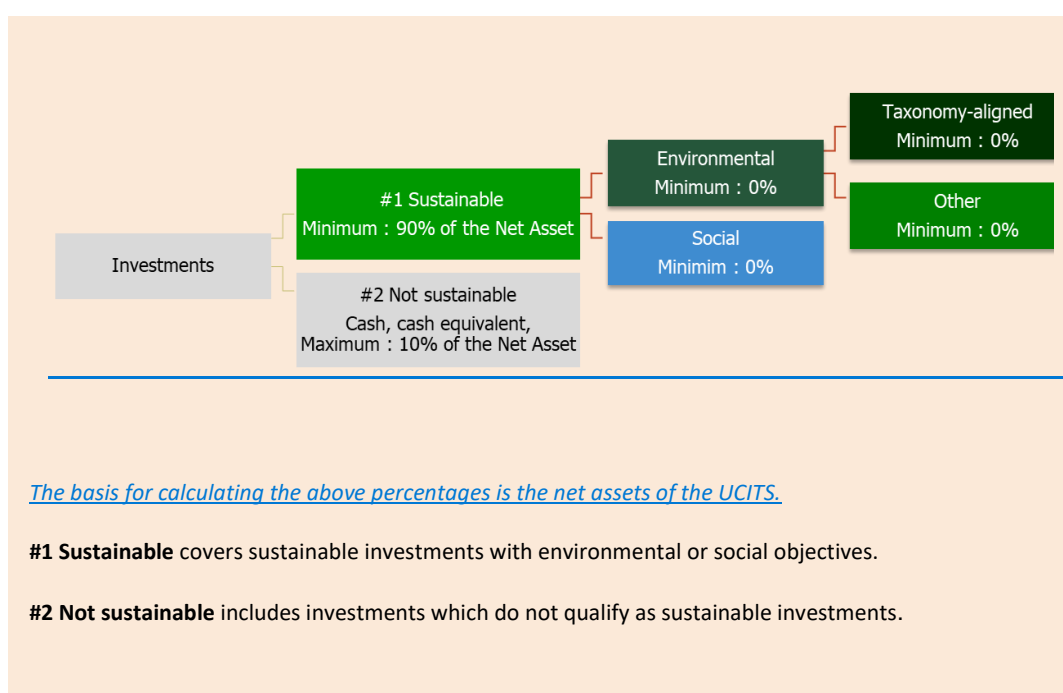 Investments
#1 Sustainable
Minimum : 90% of the Net Asset
#2 Not sustainable
Cash, cash equivalent,
Maximum : 10% of the Net Asset
Environmental
Minimum : 0%
Social
Minimim : 0%
Taxonomy-aligned
Minimum : 0%
Other
Minimum : 0%
The basis for calculating the above percentages is the net assets of the UCITS.
#1 Sustainable covers sustainable investments with environmental or social objectives.
#2 Not sustainable includes investments which do not qualify as sustainable investments.